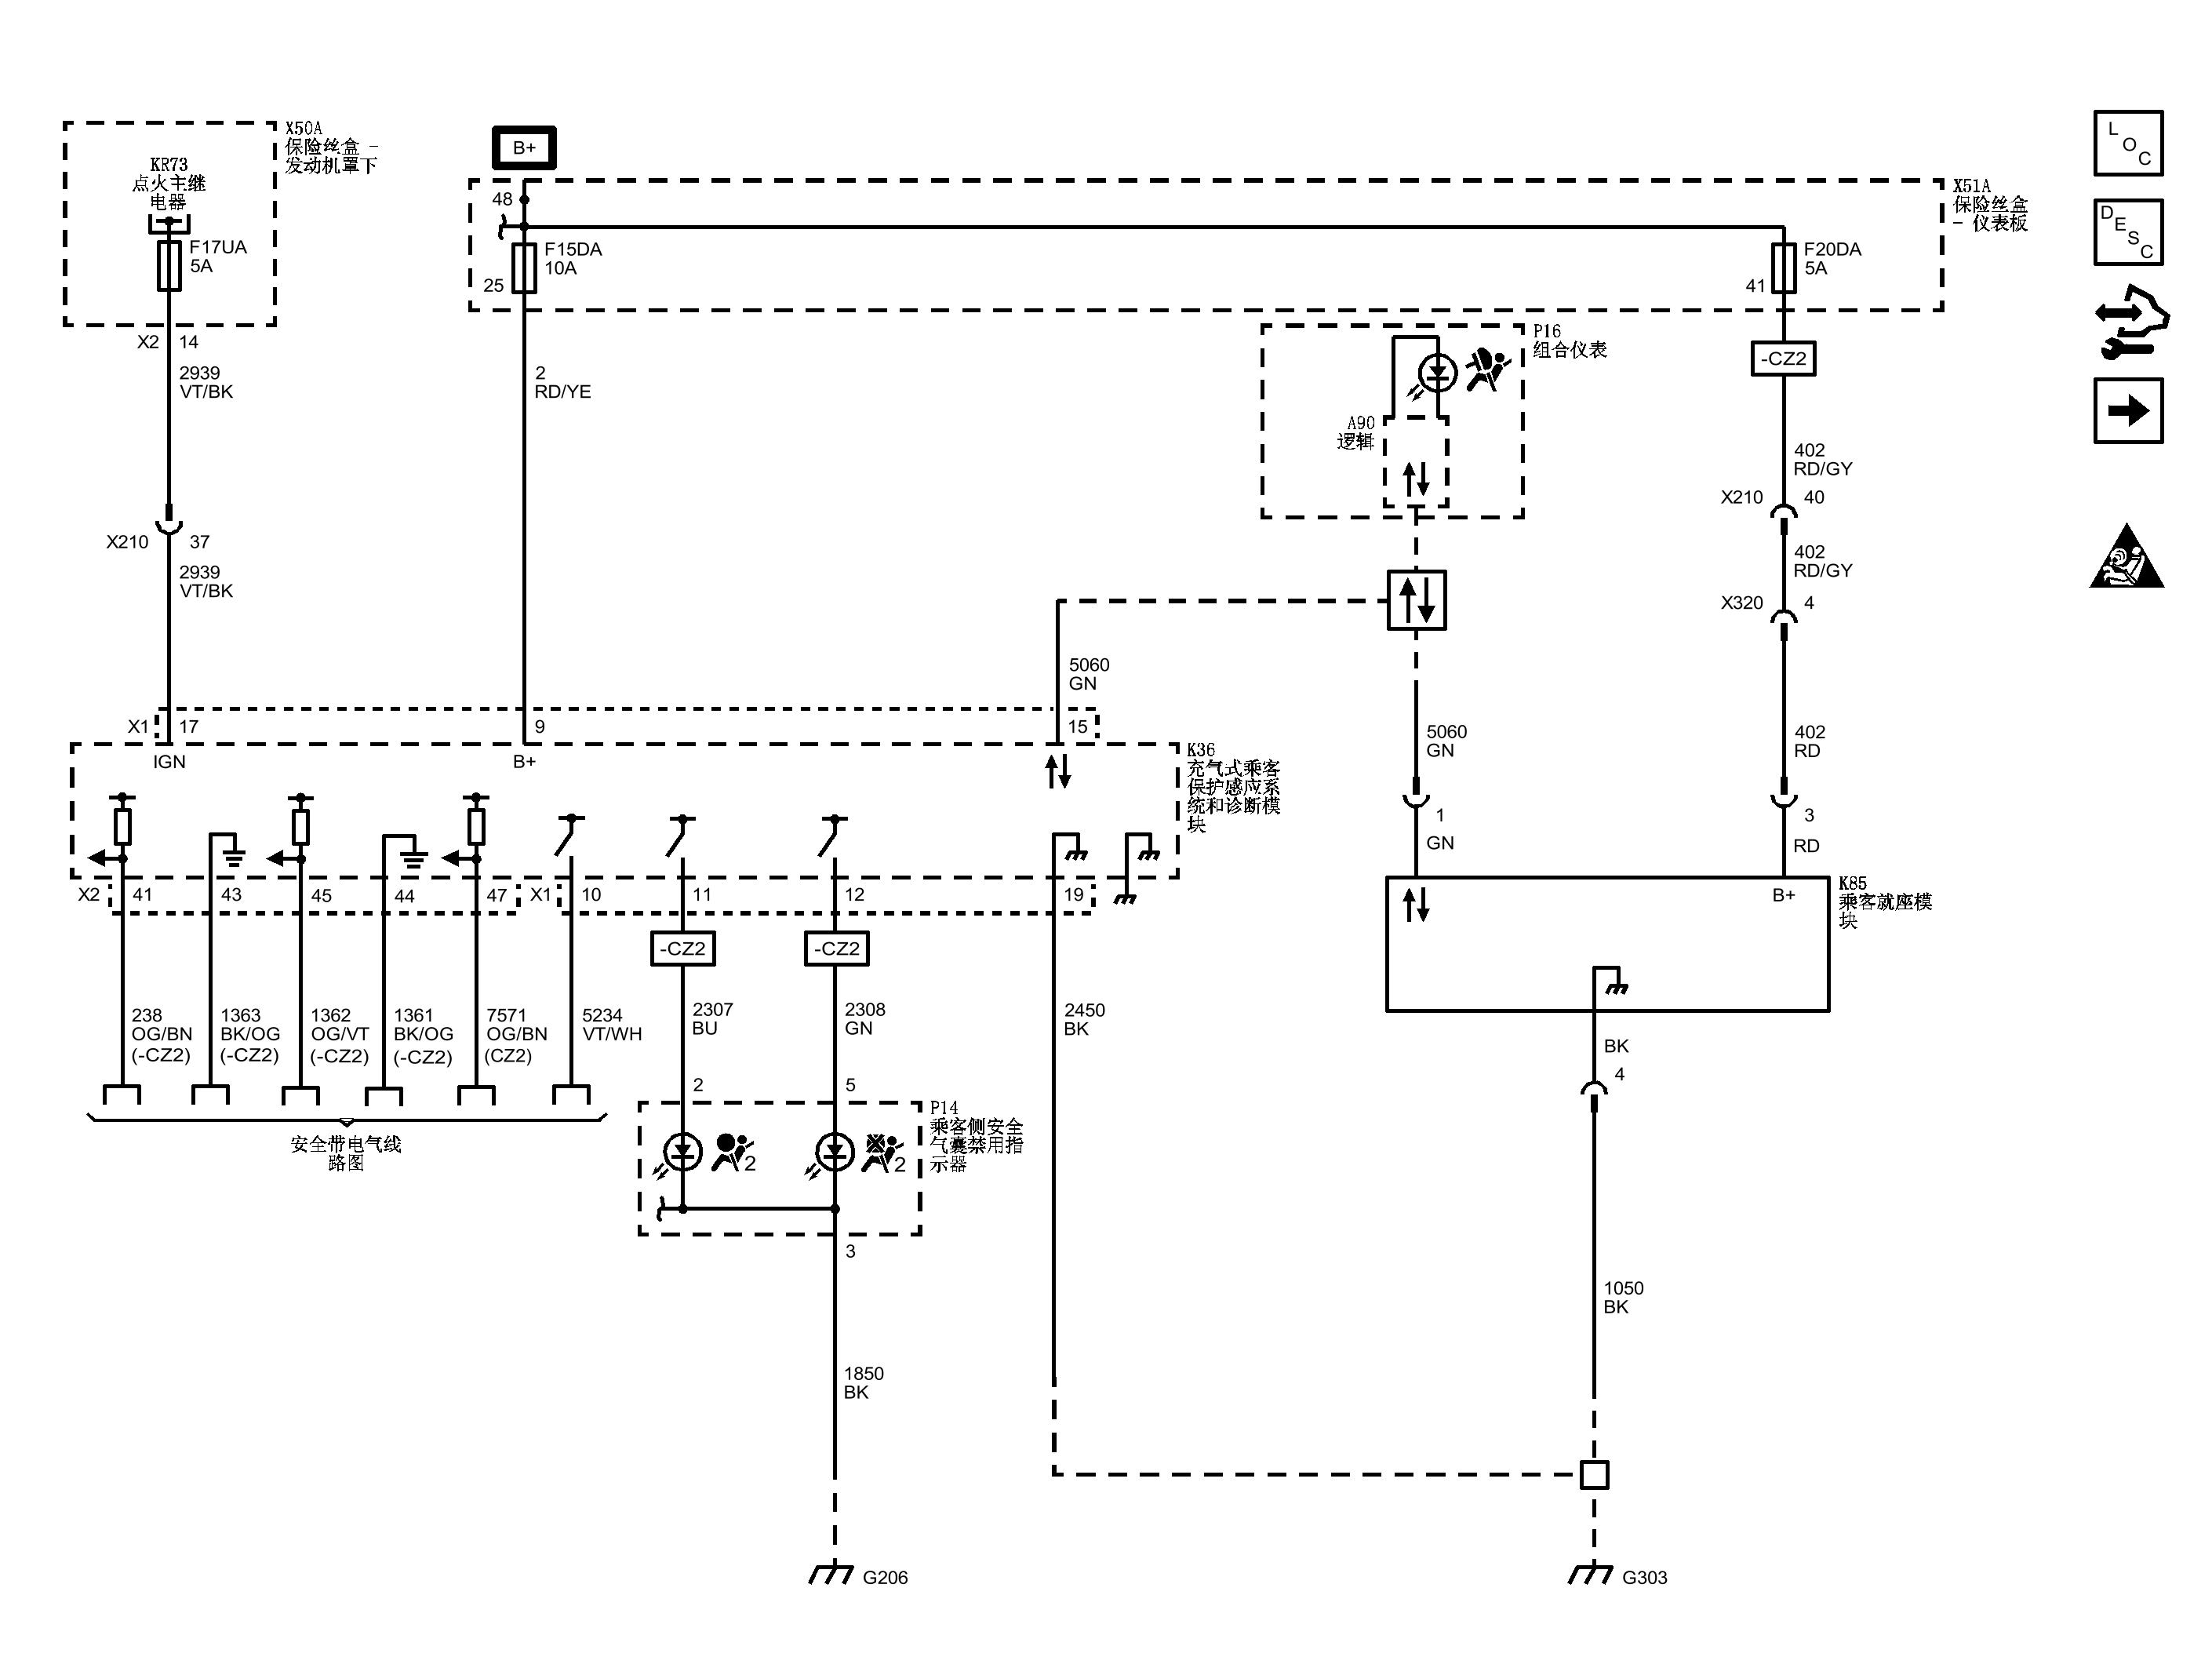 X50A
保险丝盒 -
发动机罩下
KR73
点火主继
电器
F17UA
5A
X2 14
2939
VT/BK
X210 37
2939
VT/BK
B+
48
F15DA
10A
25
2
RD/YE
X51A
保险丝盒
- 仪表板
F20DA
5A
41
-CZ2
402
RD/GY
X210 40
402
RD/GY
X320 4
402
RD
3
RD
P16
组合仪表
A90
逻辑
5060
GN
5060
GN
1
GN
X1 17
9
15
IGN
B+
K36
充气式乘客
保护感应系
统和诊断模
块
X2 41
43
45
44
47
X1 10
11
12
19
-CZ2
-CZ2
238
OG/BN
(-CZ2)
1363
BK/OG
(-CZ2)
1362
OG/VT
(-CZ2)
1361
BK/OG
(-CZ2)
7571
OG/BN
(CZ2)
5234
VT/WH
2307
BU
2308
GN
2450
BK
安全带电气线
路图
2
5
P14
乘客侧安全
气囊禁用指
示器
2
2
3
1850
BK
G206
K85
乘客就座模
块
B+
BK
4
1050
BK
G303
L
O
C
D
E
S
C